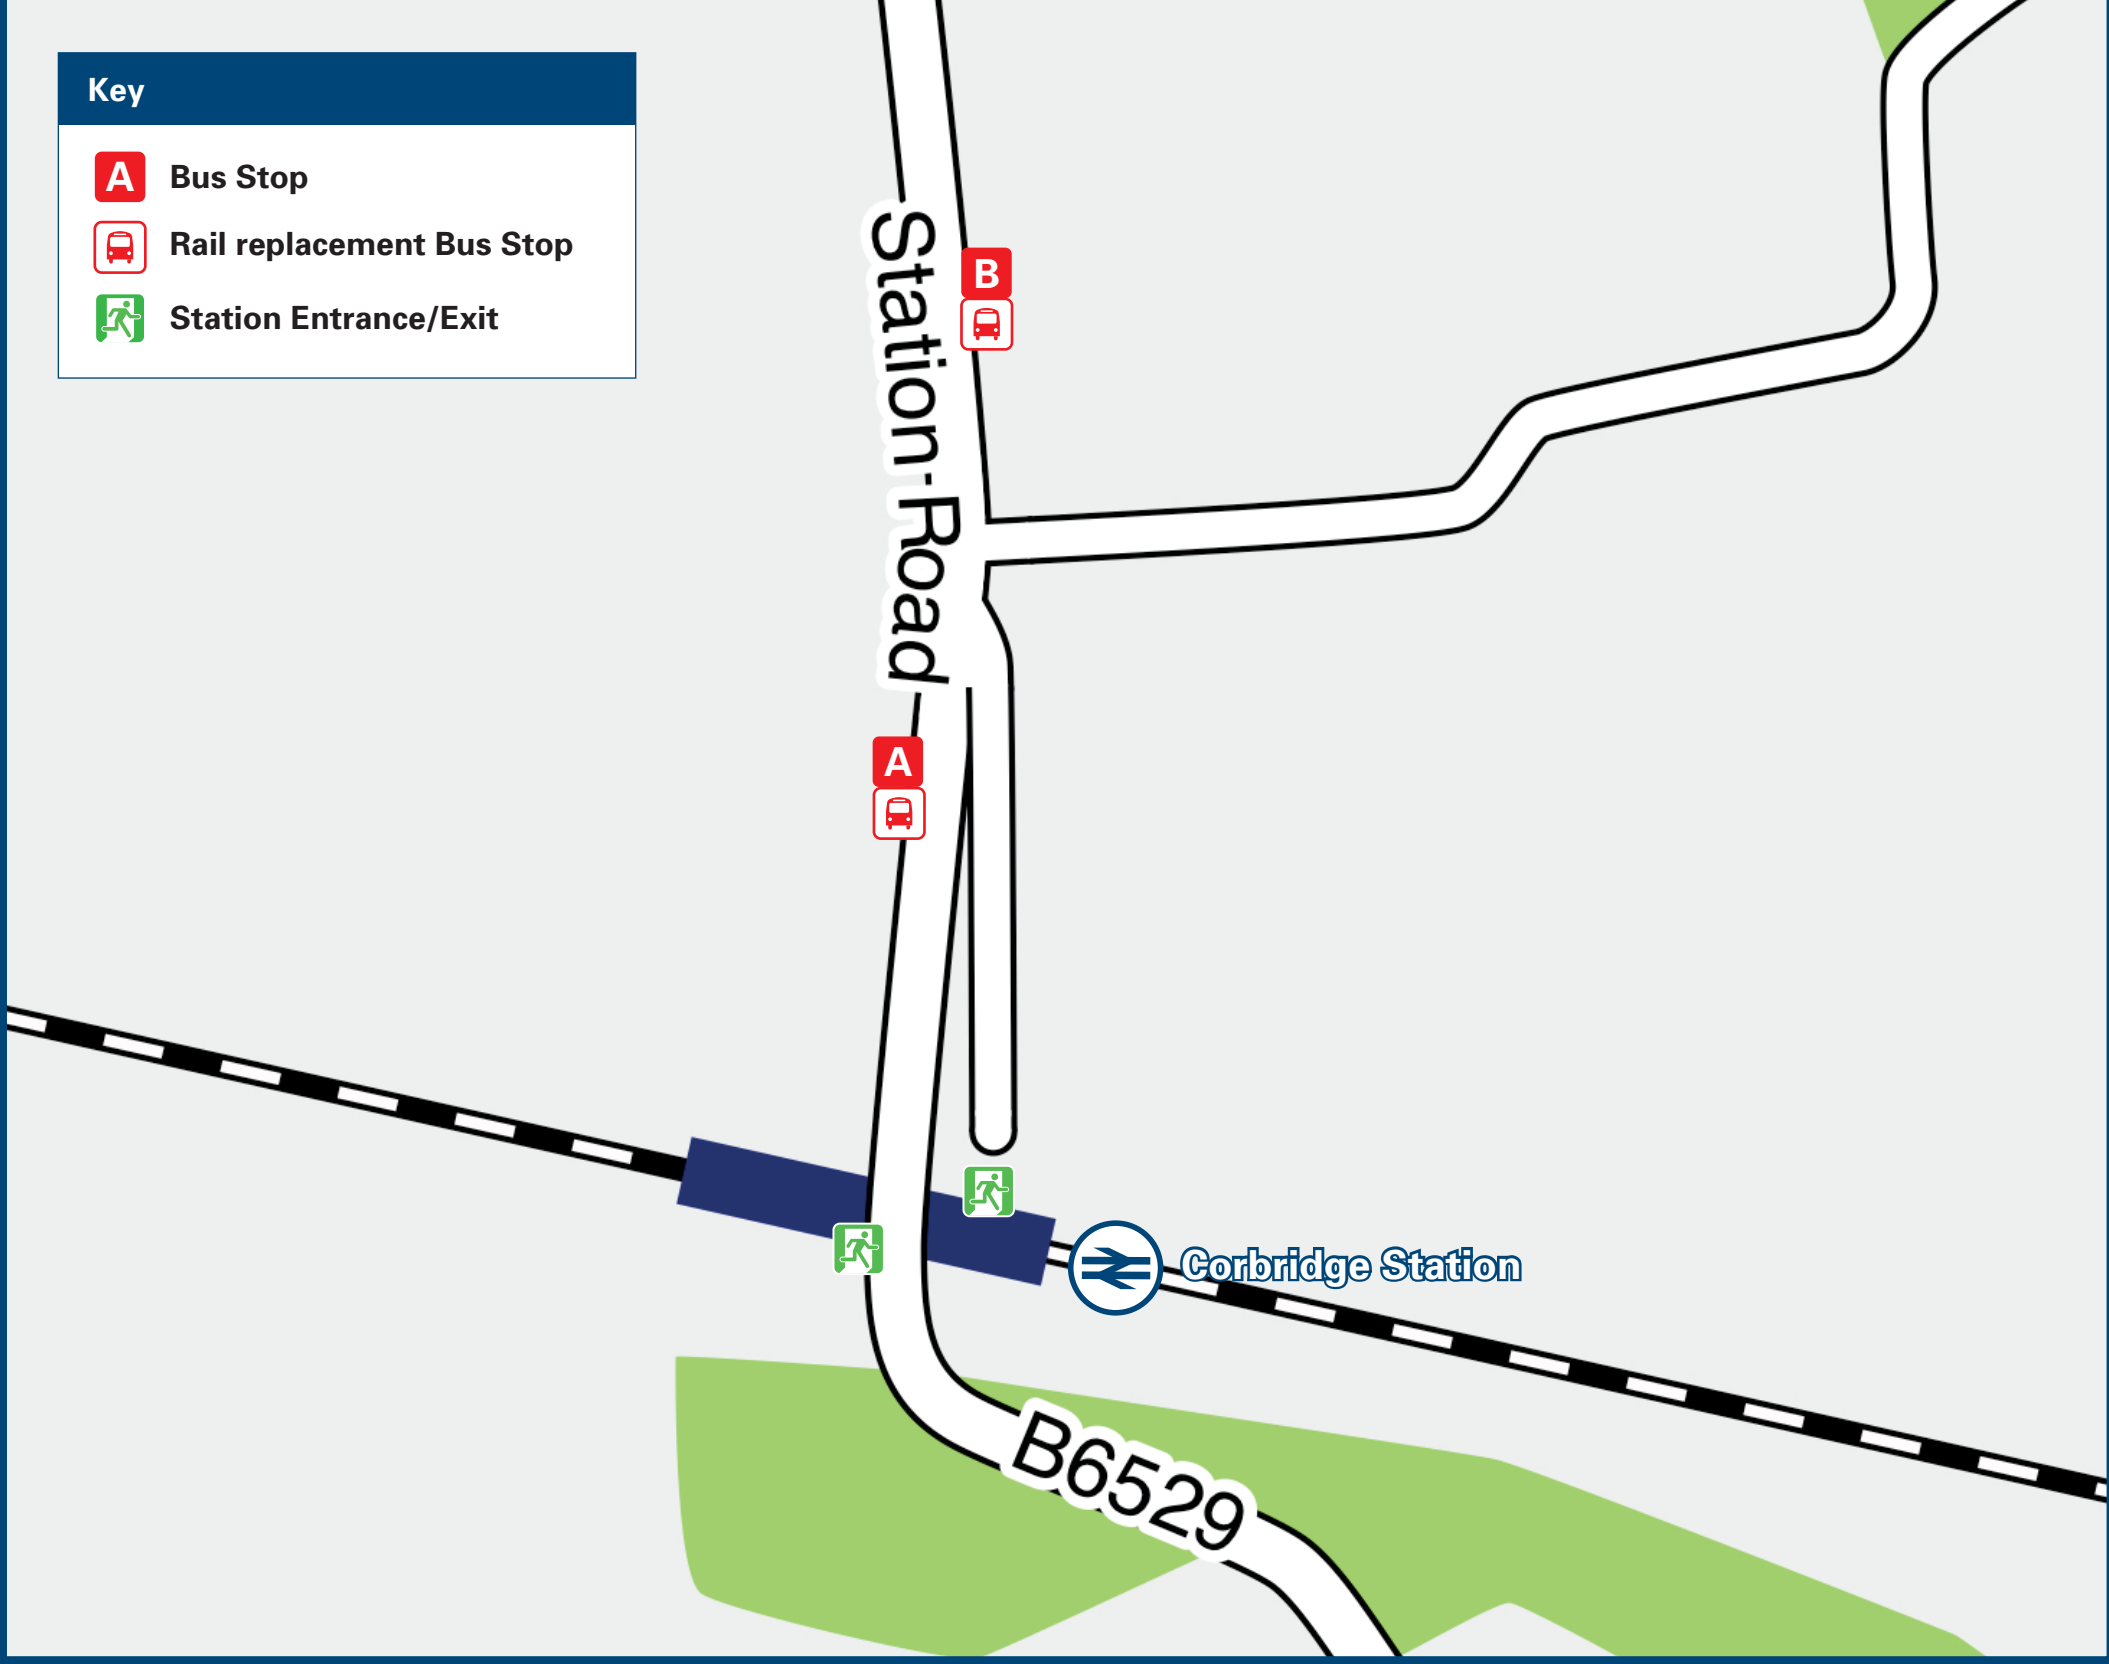 Key
A Bus Stop
Rail replacement Bus Stop
Station Entrance/Exit
Station Road
B
A
Corbridge Station
B6529